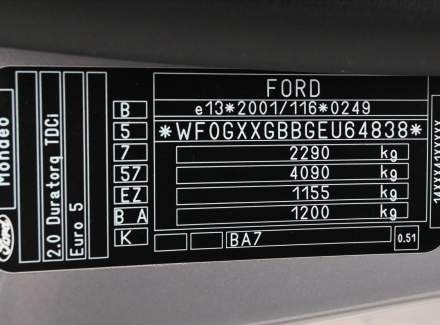 FORD
e13*2001/116*0249
*WF0GXXGBBGEU64838*
2290 kg
4090 kg
1155 kg
1200 kg
BA7
0.51
B
5
7
57
EZ
B A
K
Mondeo
2.0 Duratorq TDCi
Euro 5
Ford